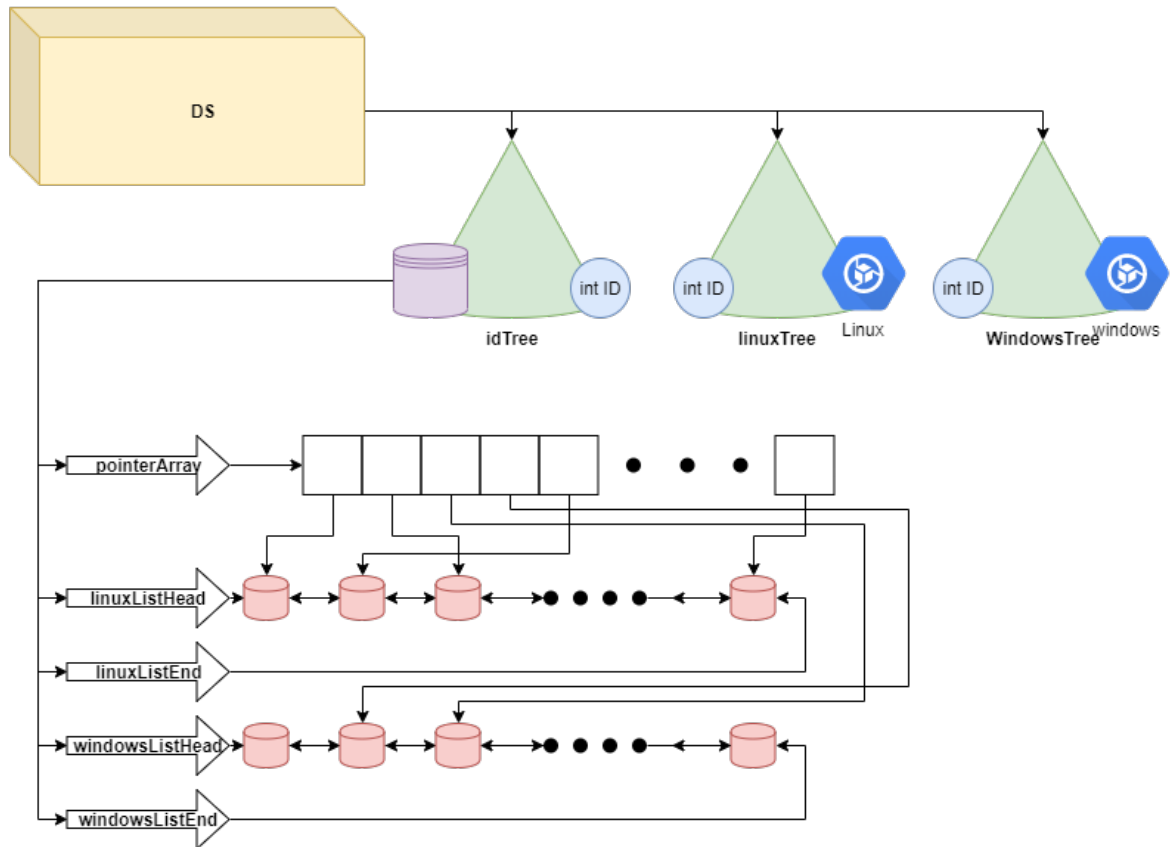 DS
int ID
int ID
int ID
idTree
linuxTree
Linux
WindowsTree
windows
pointerArray
linuxListHead
linuxListEnd
windowsListHead
windowsListEnd